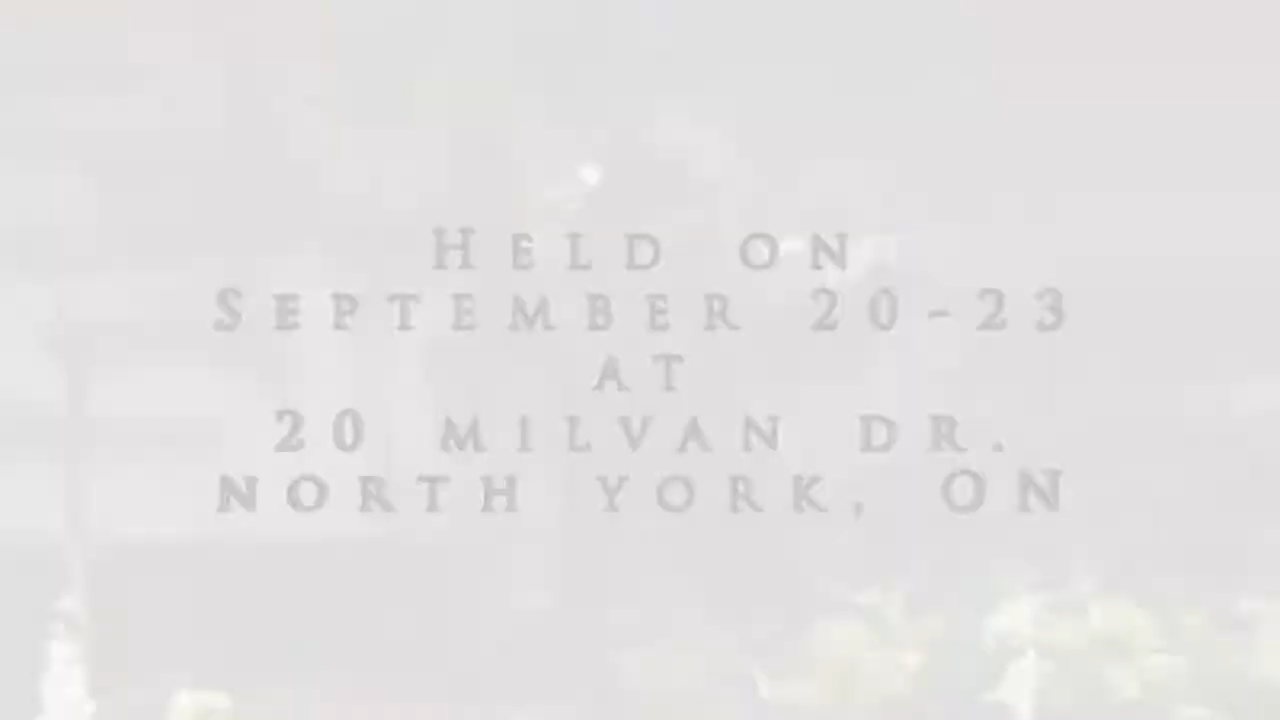 Held on
September 20-23
at
20 Milvan Dr.
North York, ON